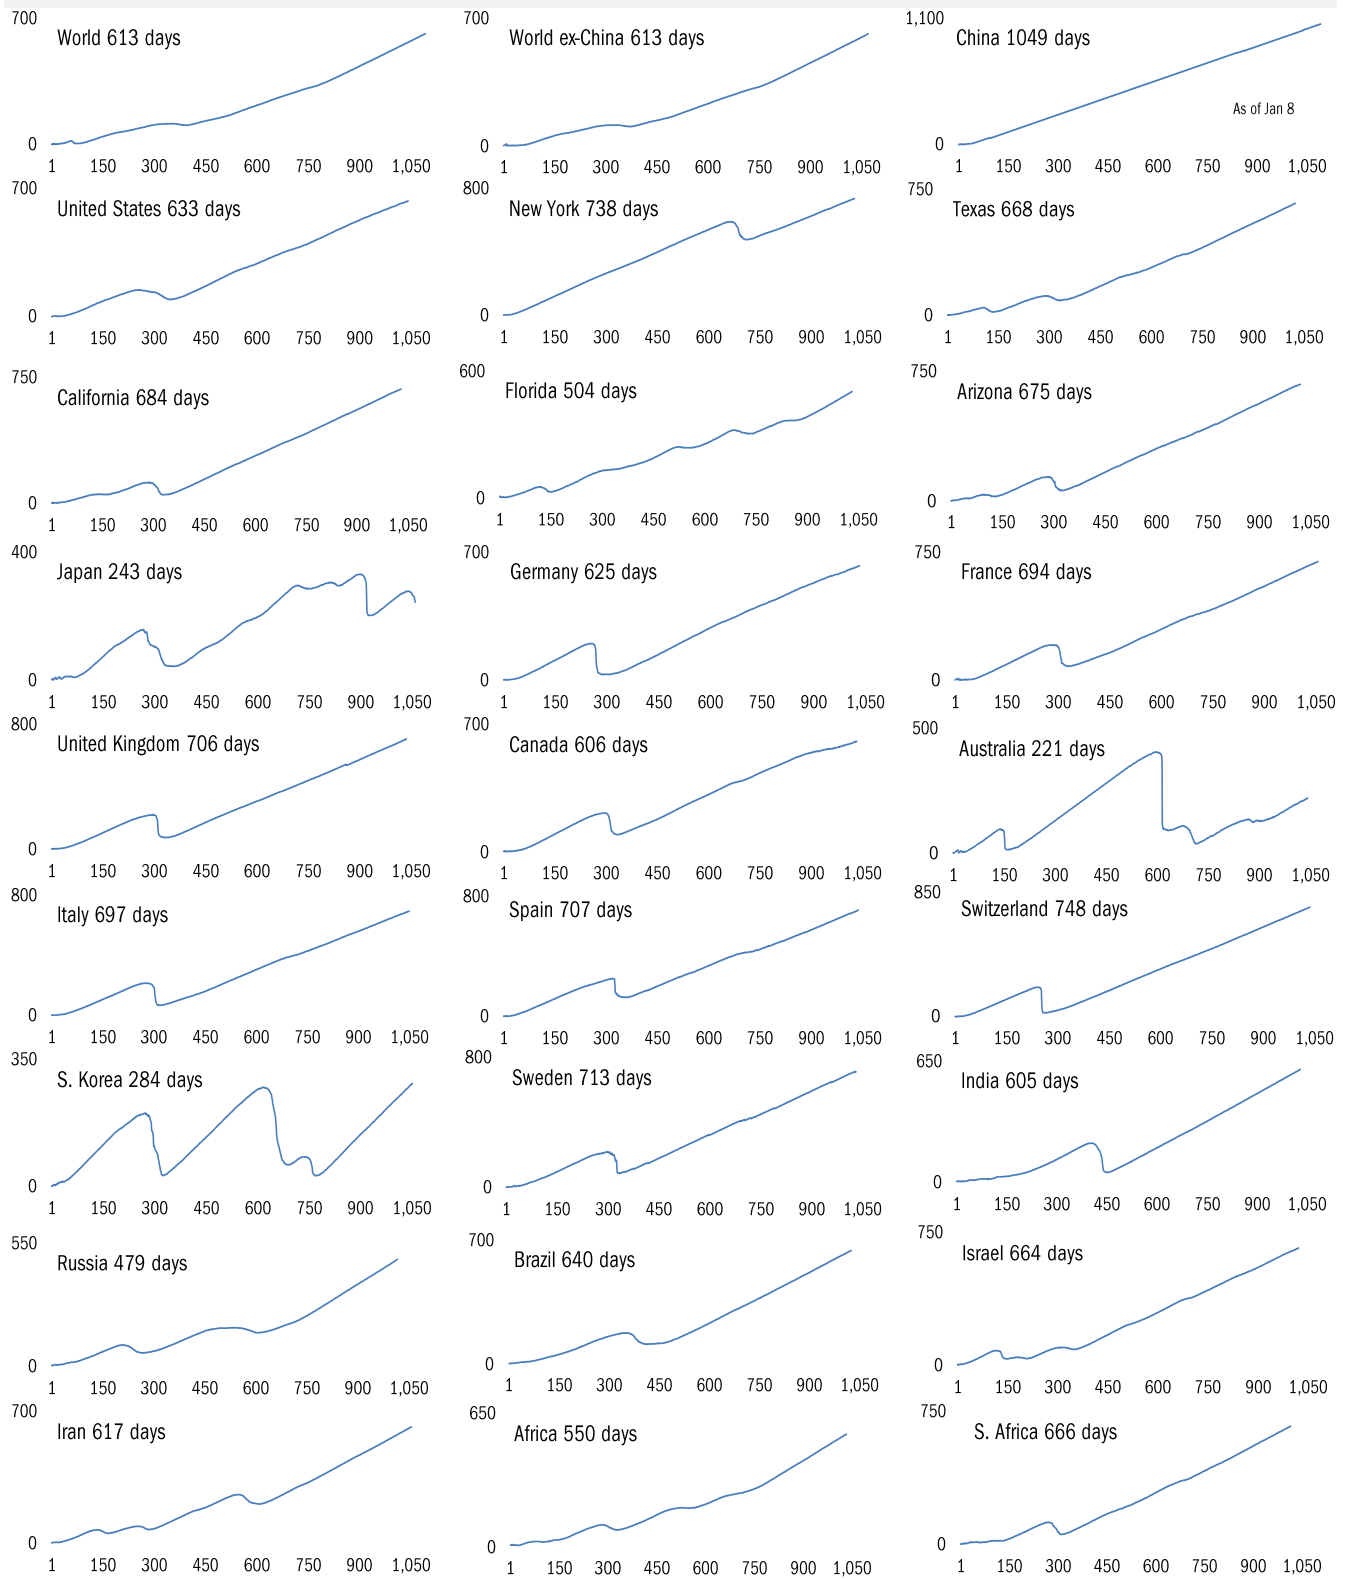 700 700 1,100
World 613 days World ex-China 613 days China 1049 days
As of Jan 8
0 0 0
1 150 300 450 600 750 900 1,050 1 150 300 450 600 750 900 1,050 1 150 300 450 600 750 900 1,050
700 800 750
United States 633 days New York 738 days Texas 668 days
0 0 0
1 150 300 450 600 750 900 1,050 1 150 300 450 600 750 900 1,050 1 150 300 450 600 750 900 1,050
750 600 750
California 684 days Florida 504 days Arizona 675 days
0 0 0
1 150 300 450 600 750 900 1,050 1 150 300 450 600 750 900 1,050 1 150 300 450 600 750 900 1,050
400 700 750
Japan 243 days Germany 625 days France 694 days
0 0 0
1 150 300 450 600 750 900 1,050 1 150 300 450 600 750 900 1,050 1 150 300 450 600 750 900 1,050
800 700 500
United Kingdom 706 days Canada 606 days Australia 221 days
0 0 0
1 150 300 450 600 750 900 1,050 1 150 300 450 600 750 900 1,050 1 150 300 450 600 750 900 1,050
800 800 850
Italy 697 days Spain 707 days Switzerland 748 days
0 0 0
1 150 300 450 600 750 900 1,050 1 150 300 450 600 750 900 1,050 1 150 300 450 600 750 900 1,050
350 800 650
S. Korea 284 days Sweden 713 days India 605 days
0 0 0
1 150 300 450 600 750 900 1,050 1 150 300 450 600 750 900 1,050 1 150 300 450 600 750 900 1,050
550 700 750
Russia 479 days Brazil 640 days Israel 664 days
0 0 0
1 150 300 450 600 750 900 1,050 1 150 300 450 600 750 900 1,050 1 150 300 450 600 750 900 1,050
700 650 750
Iran 617 days Africa 550 days S. Africa 666 days
0 0 0
1 150 300 450 600 750 900 1,050 1 150 300 450 600 750 900 1,050 1 150 300 450 600 750 900 1,050